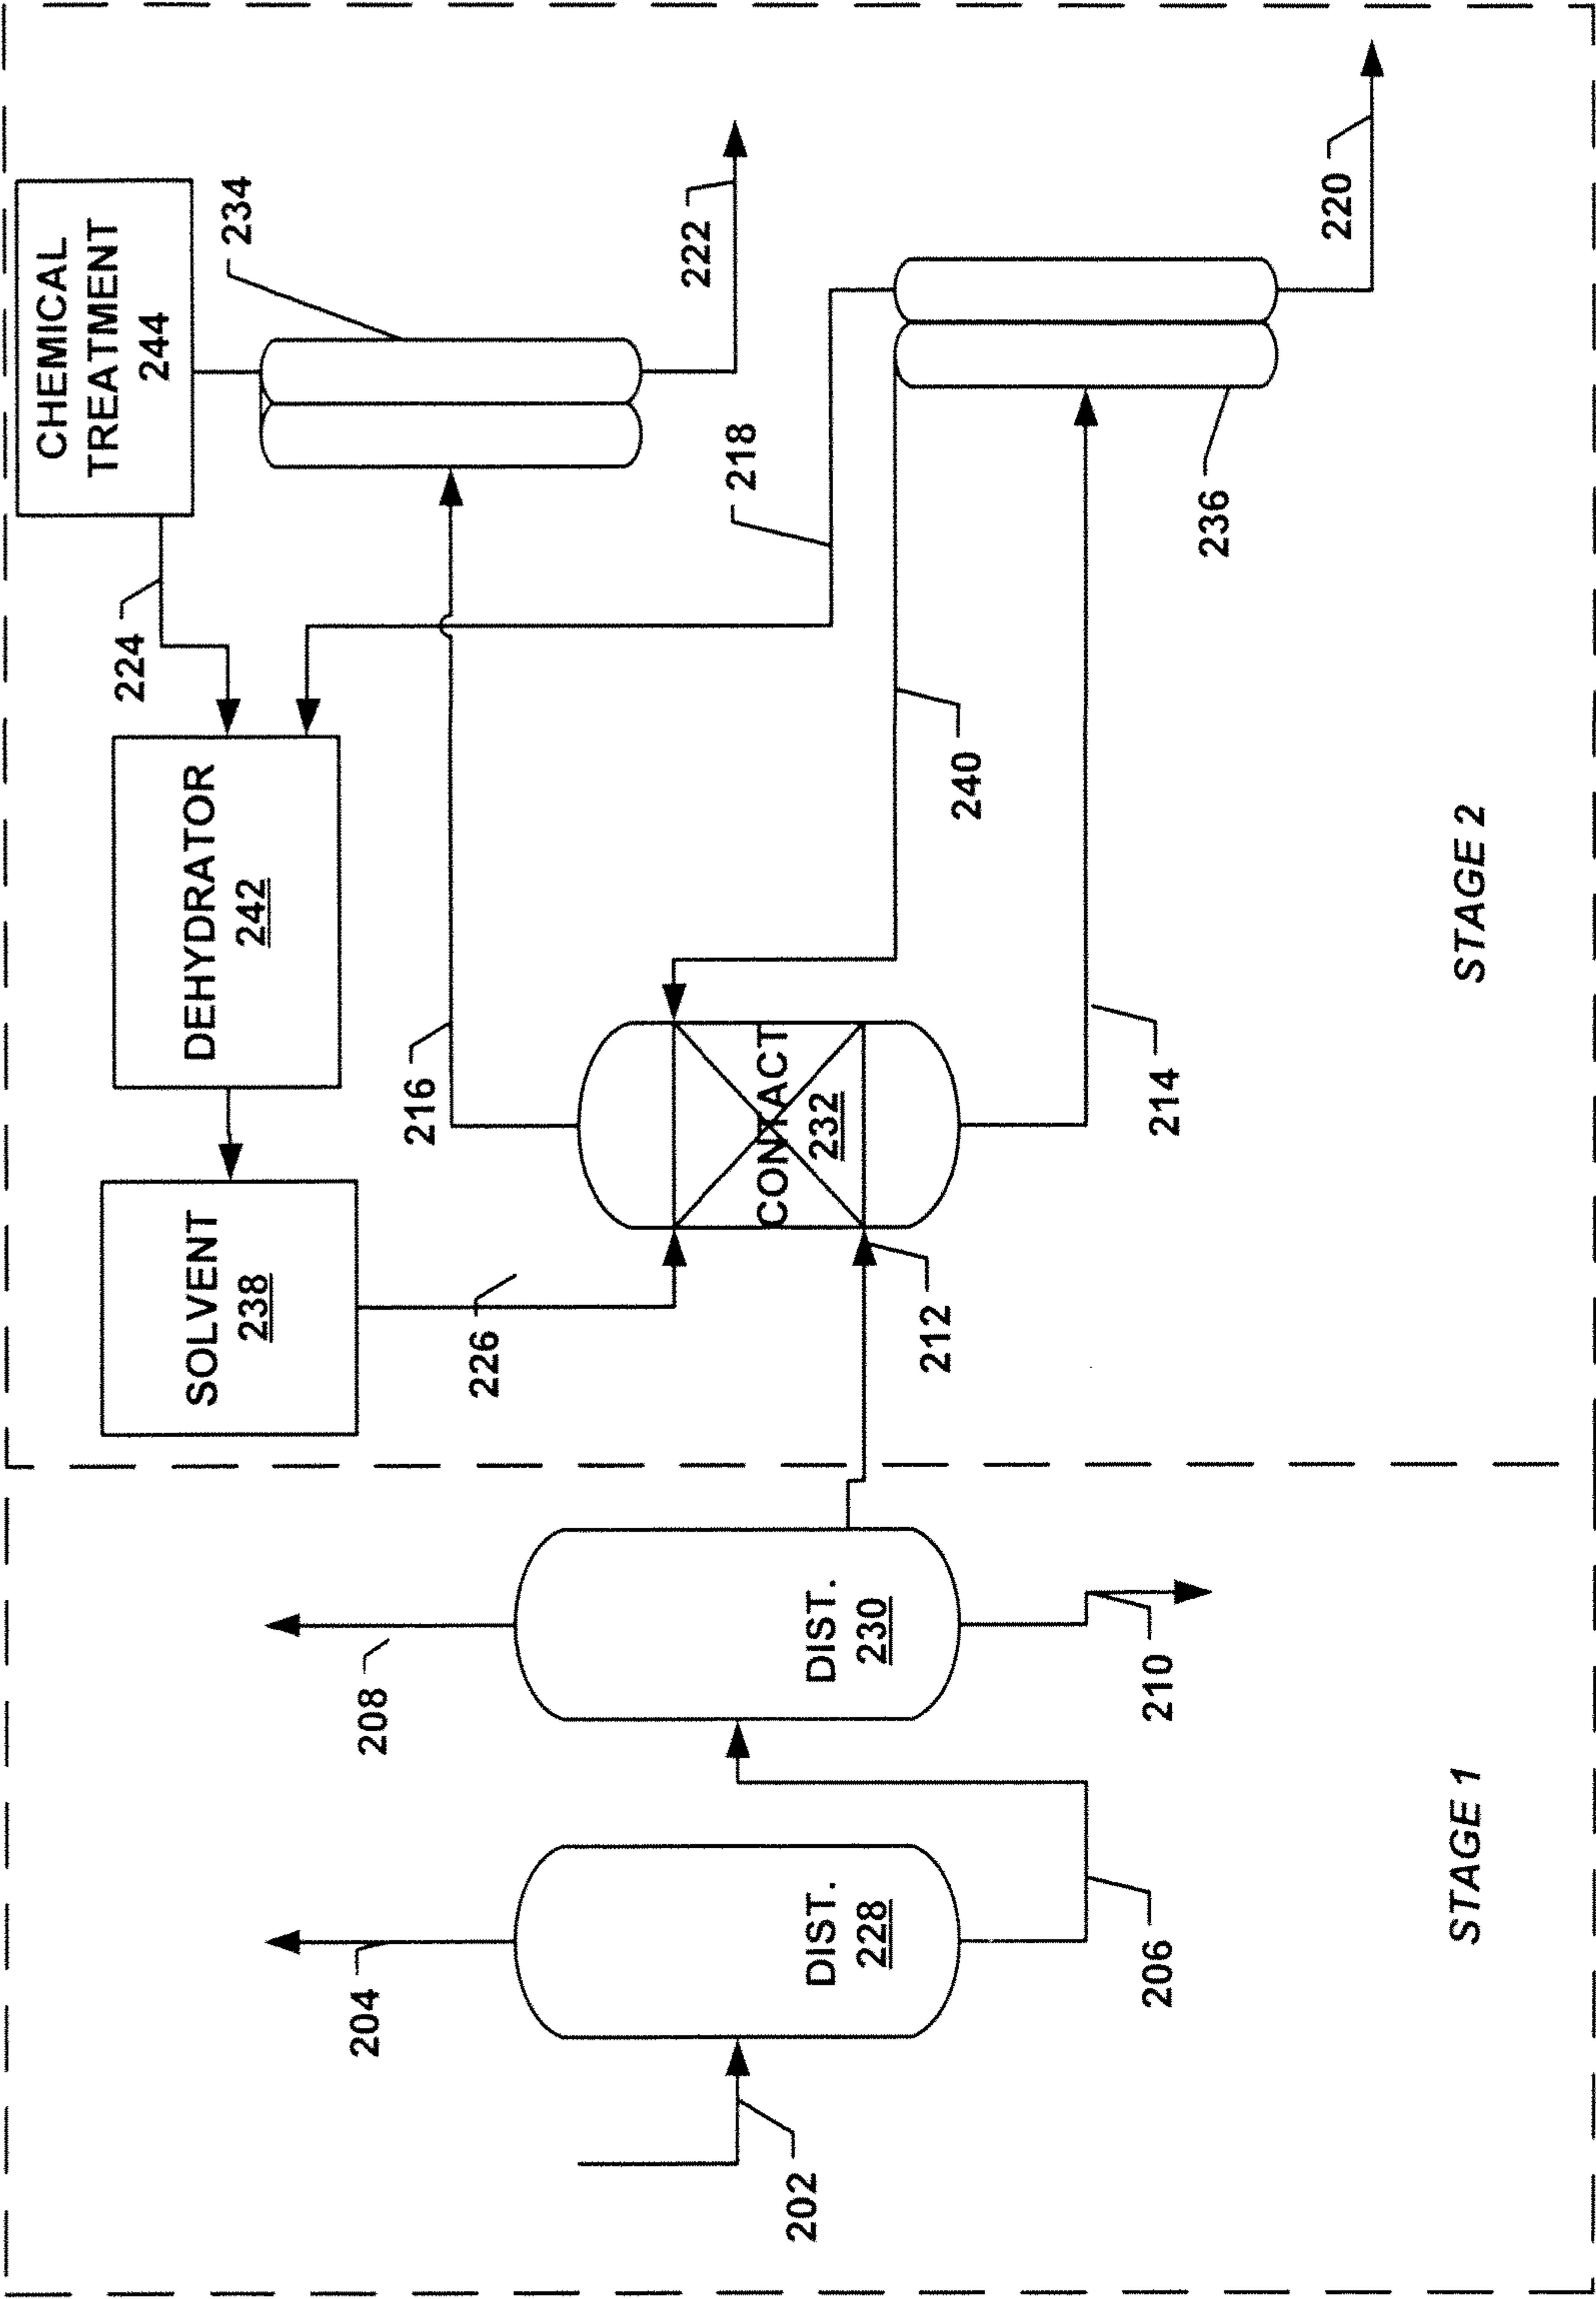 CHEMICAL
TREATMENT
244
234
224
222
DEHYDRATOR
242
218
220
SOLVENT
238
216
240
236
226
CONTACT
232
214
212
STAGE 2
208
DIST.
230
210
204
DIST.
228
206
202
STAGE 1